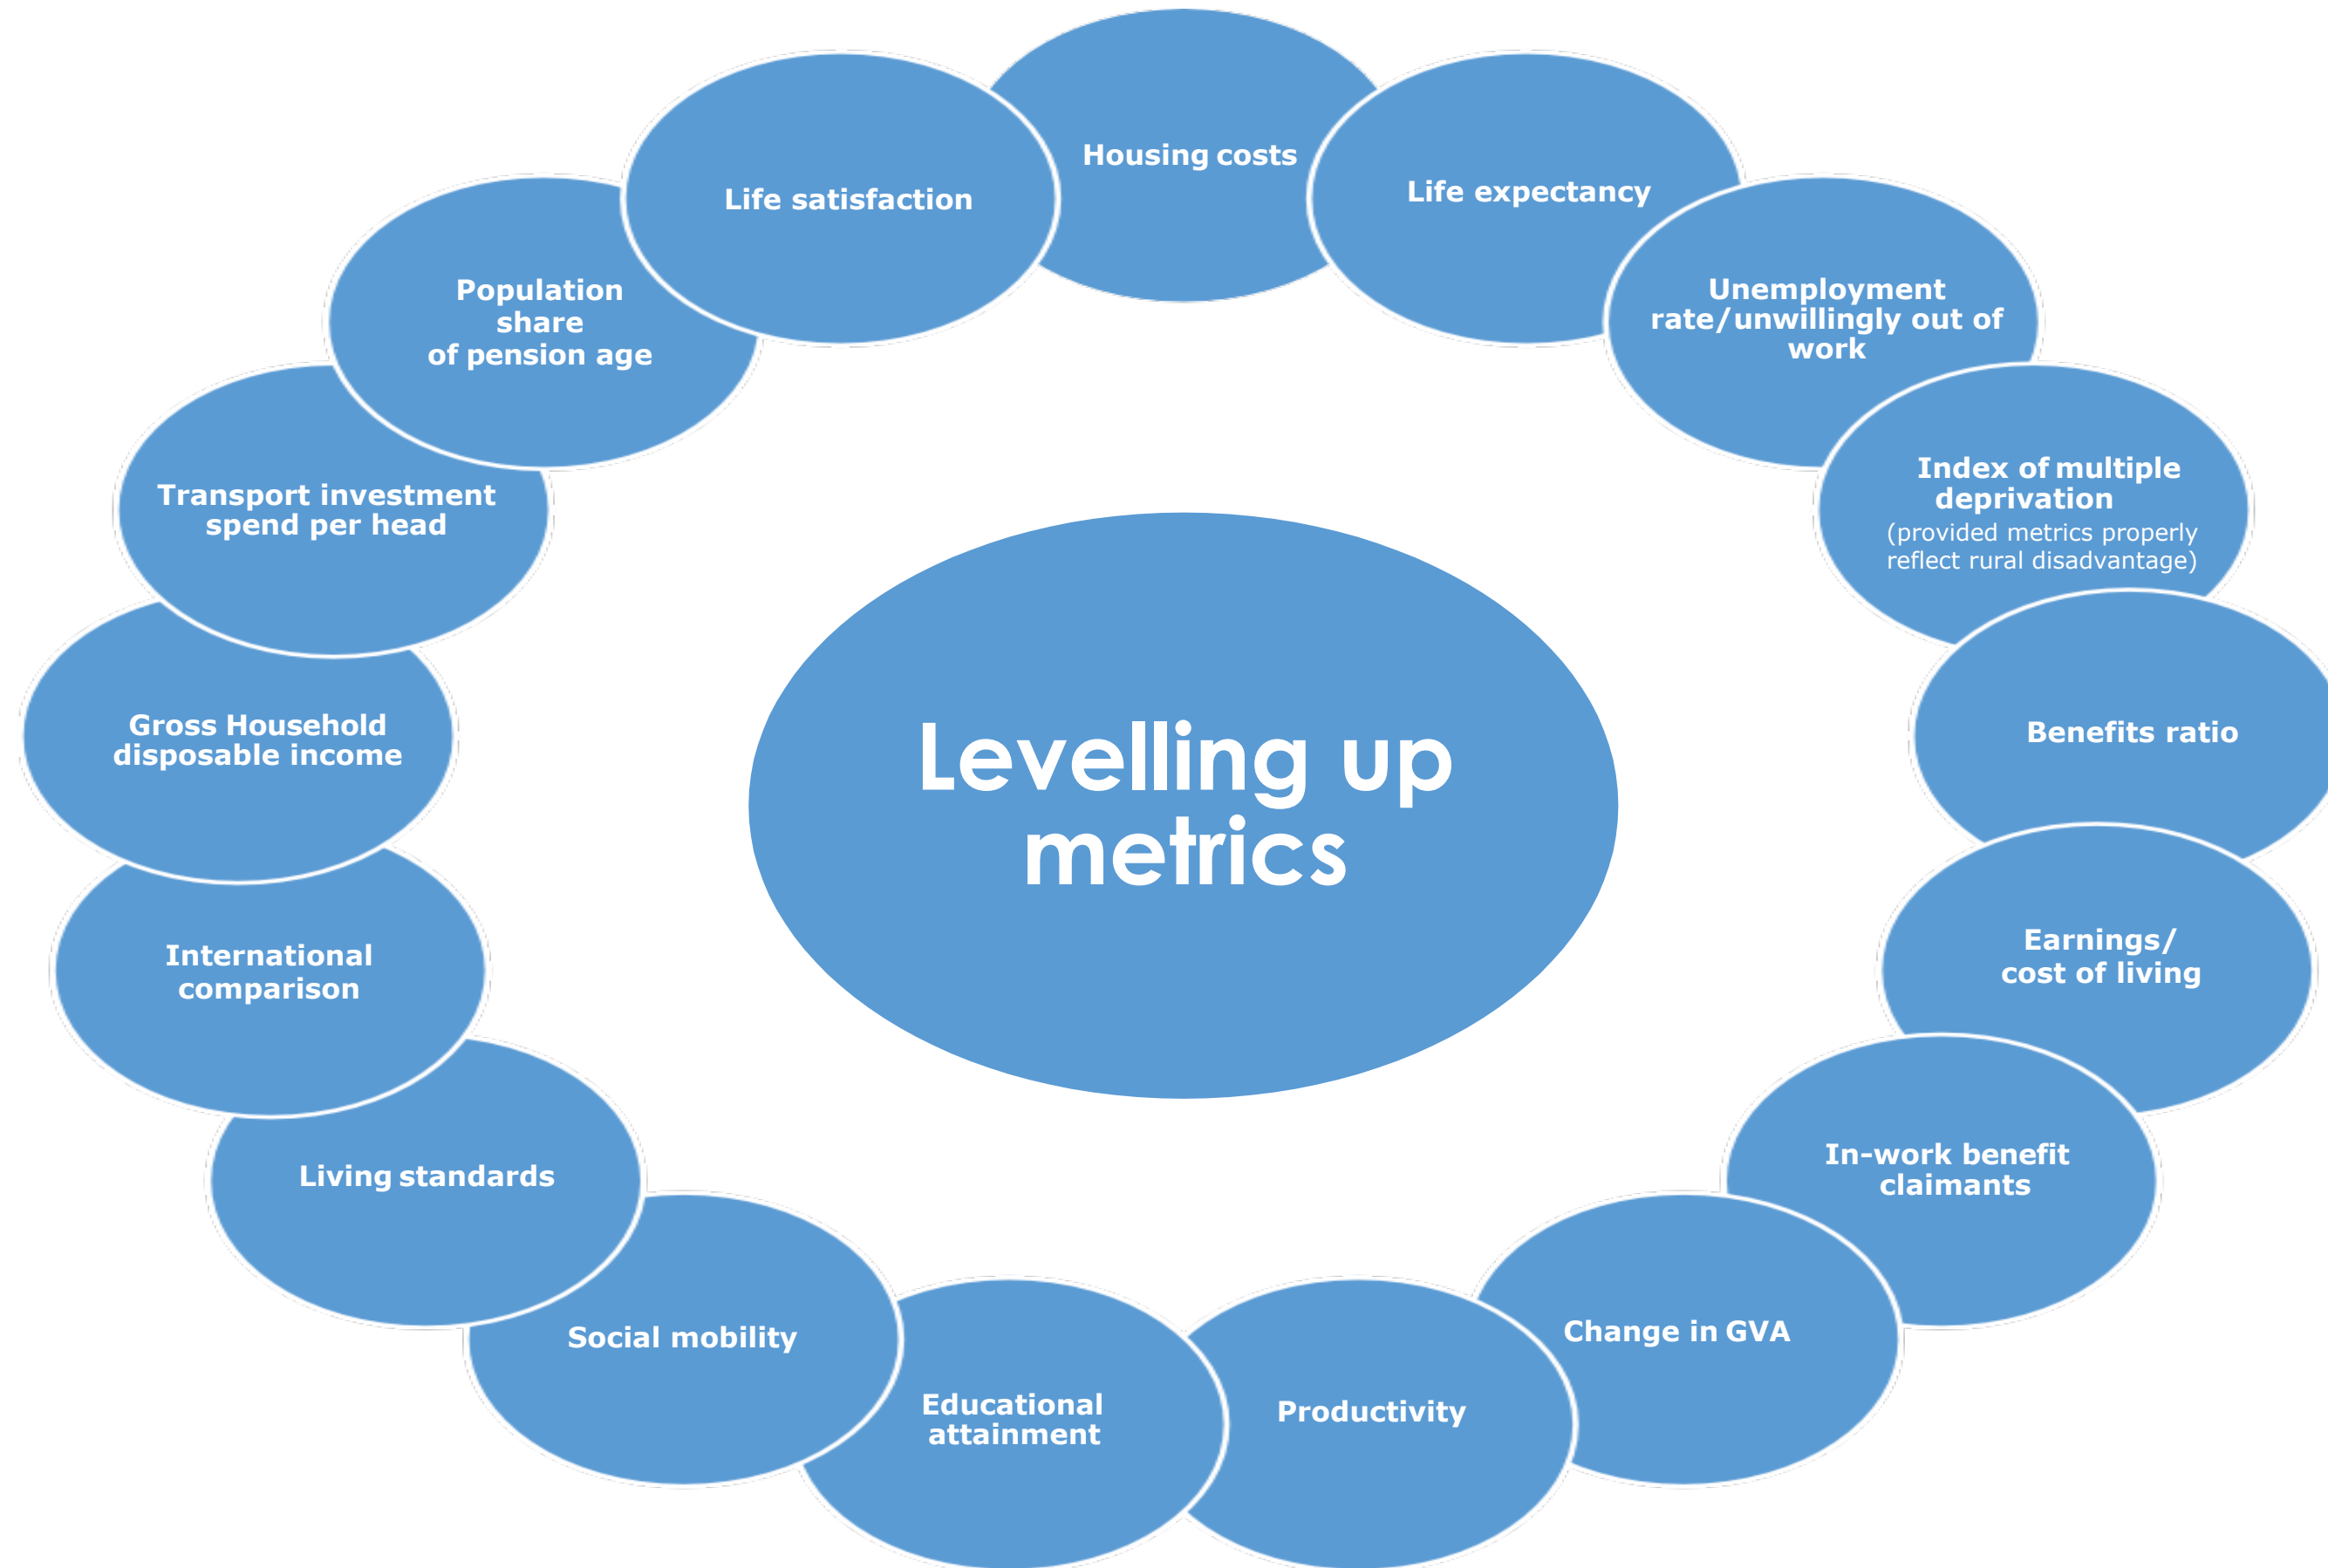 Housing costs
Life expectancy
Unemployment
rate/unwillingly out of
work
Index of multiple
deprivation
(provided metrics properly
reflect rural disadvantage)
Benefits ratio
Earnings/
cost of living
In-work benefit
claimants
Change in GVA
Productivity
Educational
attainment
Social mobility
Living standards
International
comparison
Gross Household
disposable income
Transport investment
spend per head
Population
share
of pension age
Life satisfaction
Levelling up
metrics